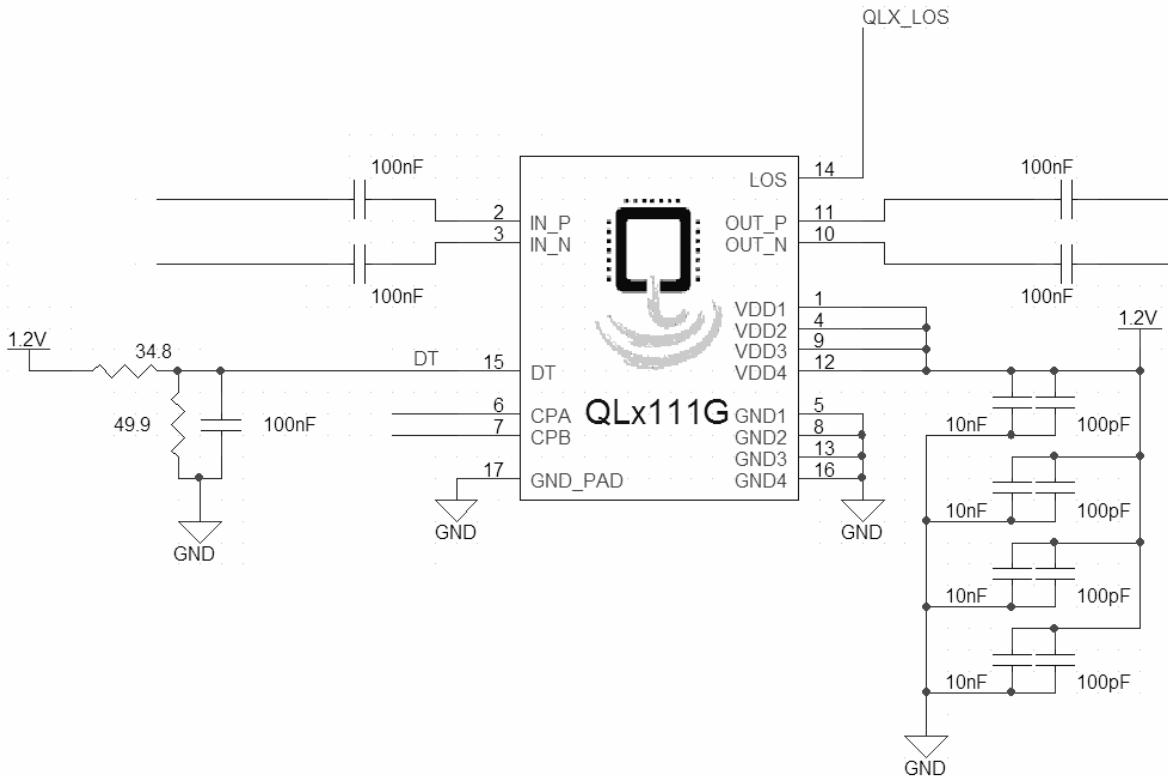 QLX_LOS
100nF
14
LOS
100nF
2
IN_P
OUT_P
11
3
IN_N
OUT_N
10
100nF
100nF
VDD1
1
1.2V
VDD2
4
1.2V
34.8
VDD3
9
DT
15
DT
VDD4
12
6
CPA
QLx111G
GND1
5
49.9
100nF
7
CPB
GND2
8
10nF
100pF
GND3
13
17
GND_PAD
GND4
16
10nF
100pF
GND
GND
GND
10nF
100pF
10nF
100pF
GND